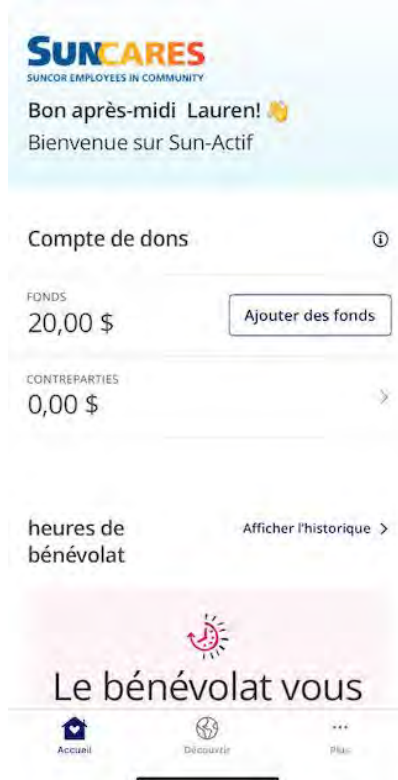 SUNCARES
SUNCOR EMPLOYEES IN COMMUNITY
Bon après-midi Lauren! 👋
Bienvenue sur Sun-Actif
Compte de dons
FONDS
20,00 $
Ajouter des fonds
CONTREPARTIES
0,00 $
heures de
bénévolat
Afficher l'historique >
Le bénévolat vous
Accueil
Découvrir
Plus